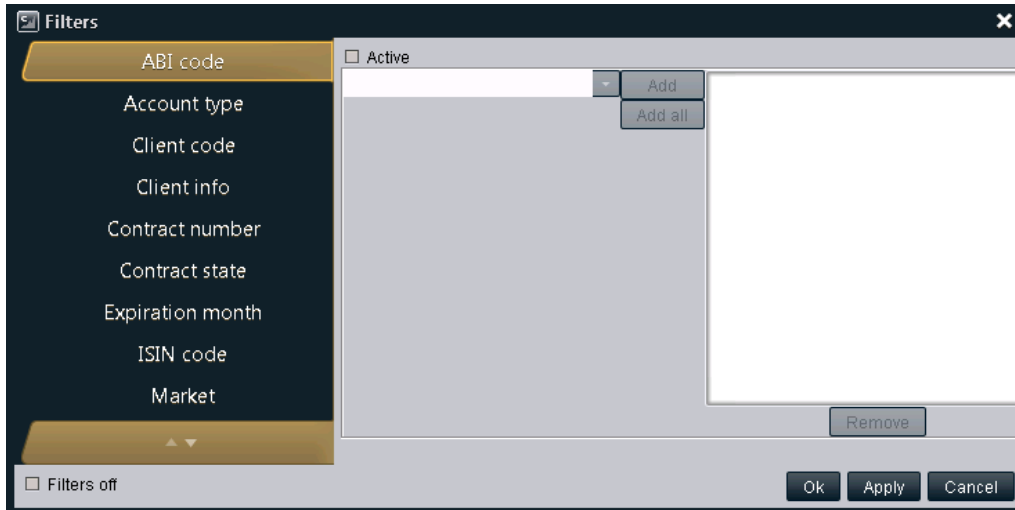 Filters
ABI code
Account type
Client code
Client info
Contract number
Contract state
Expiration month
ISIN code
Market
Active
Add
Add all
Remove
Filters off
Ok
Apply
Cancel